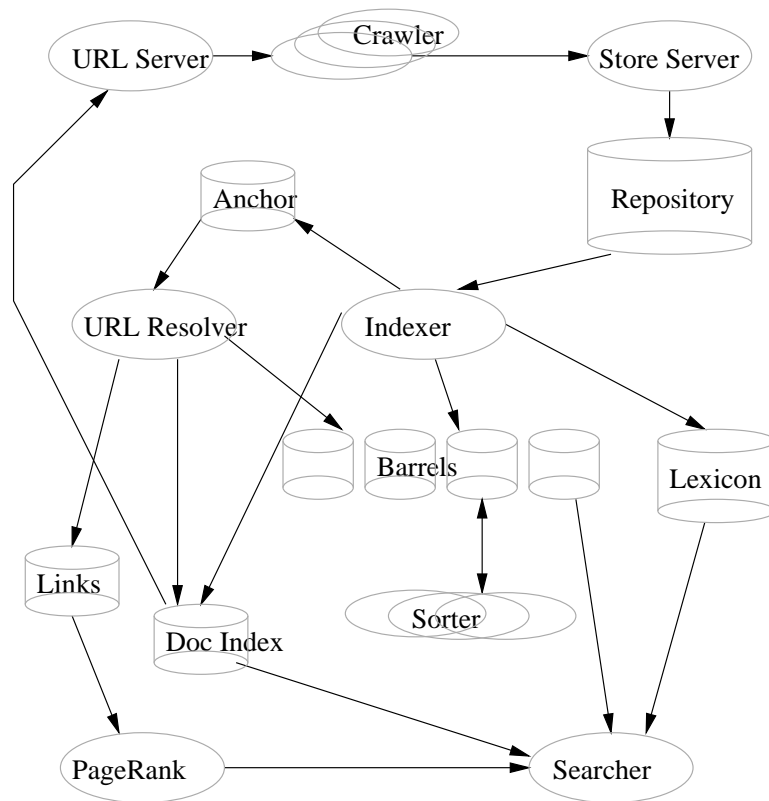 URL Server
Crawler
Store Server
Anchor
Repository
URL Resolver
Indexer
Barrels
Lexicon
Links
Doc Index
Sorter
PageRank
Searcher